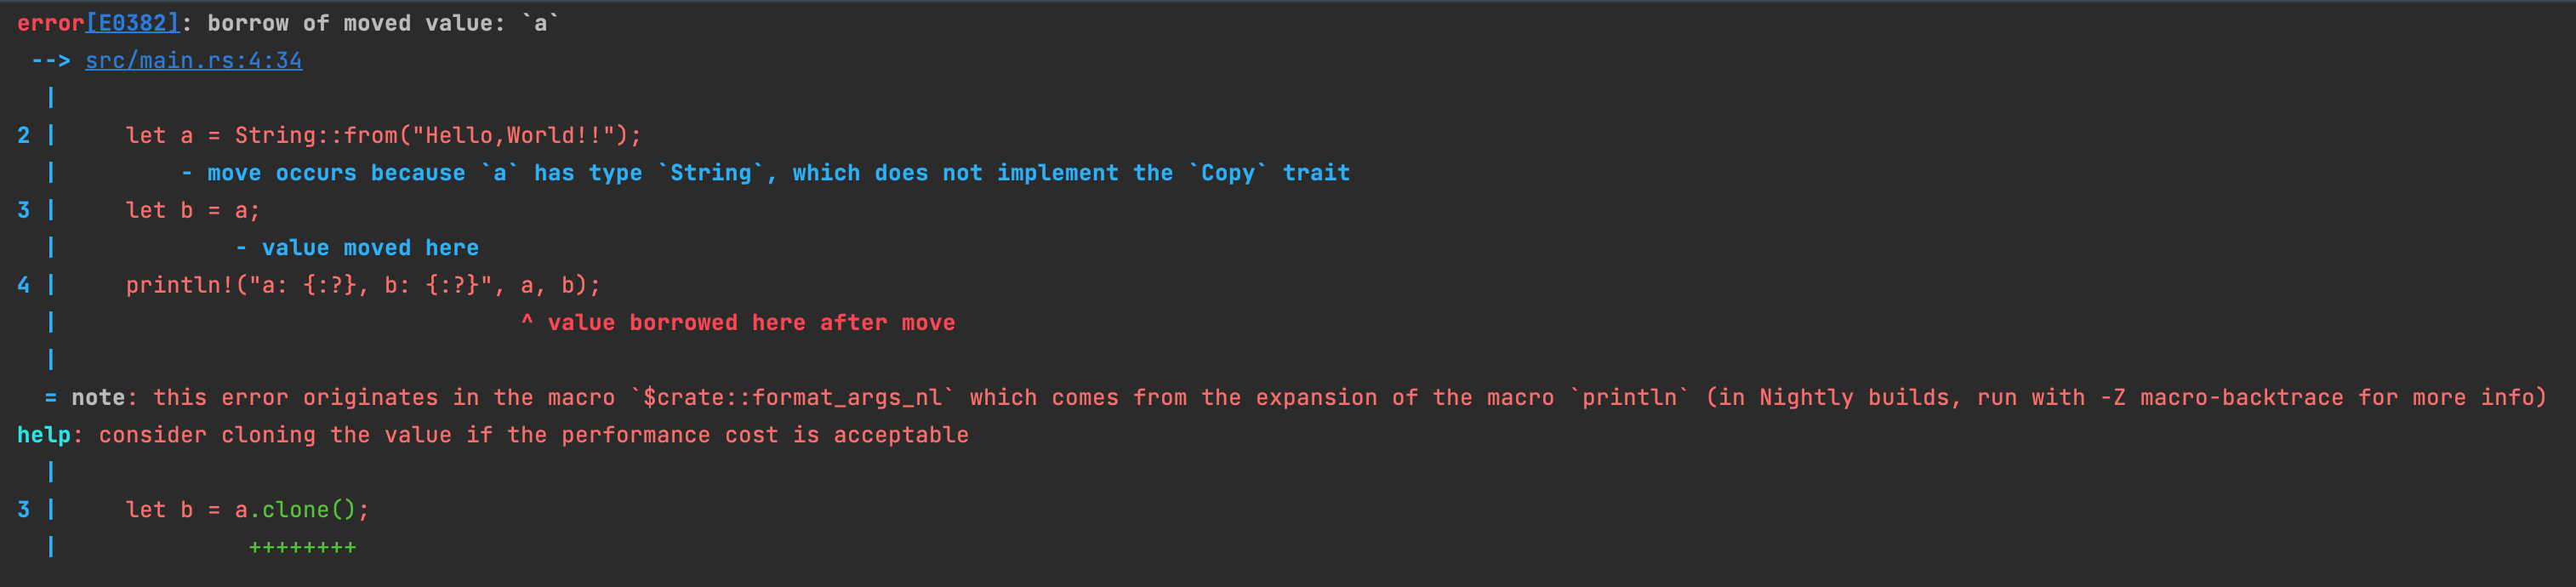 error[E0382]: borrow of moved value: `a`
 --> src/main.rs:4:34
  |
2 |     let a = String::from("Hello,World!!");
  |         - move occurs because `a` has type `String`, which does not implement the `Copy` trait
3 |     let b = a;
  |             - value moved here
4 |     println!("a: {:?}, b: {:?}", a, b);
  |                                  ^ value borrowed here after move
  |
  = note: this error originates in the macro `$crate::format_args_nl` which comes from the expansion of the macro `println` (in Nightly builds, run with -Z macro-backtrace for more info)
help: consider cloning the value if the performance cost is acceptable
  |
3 |     let b = a.clone();
  |              ++++++++